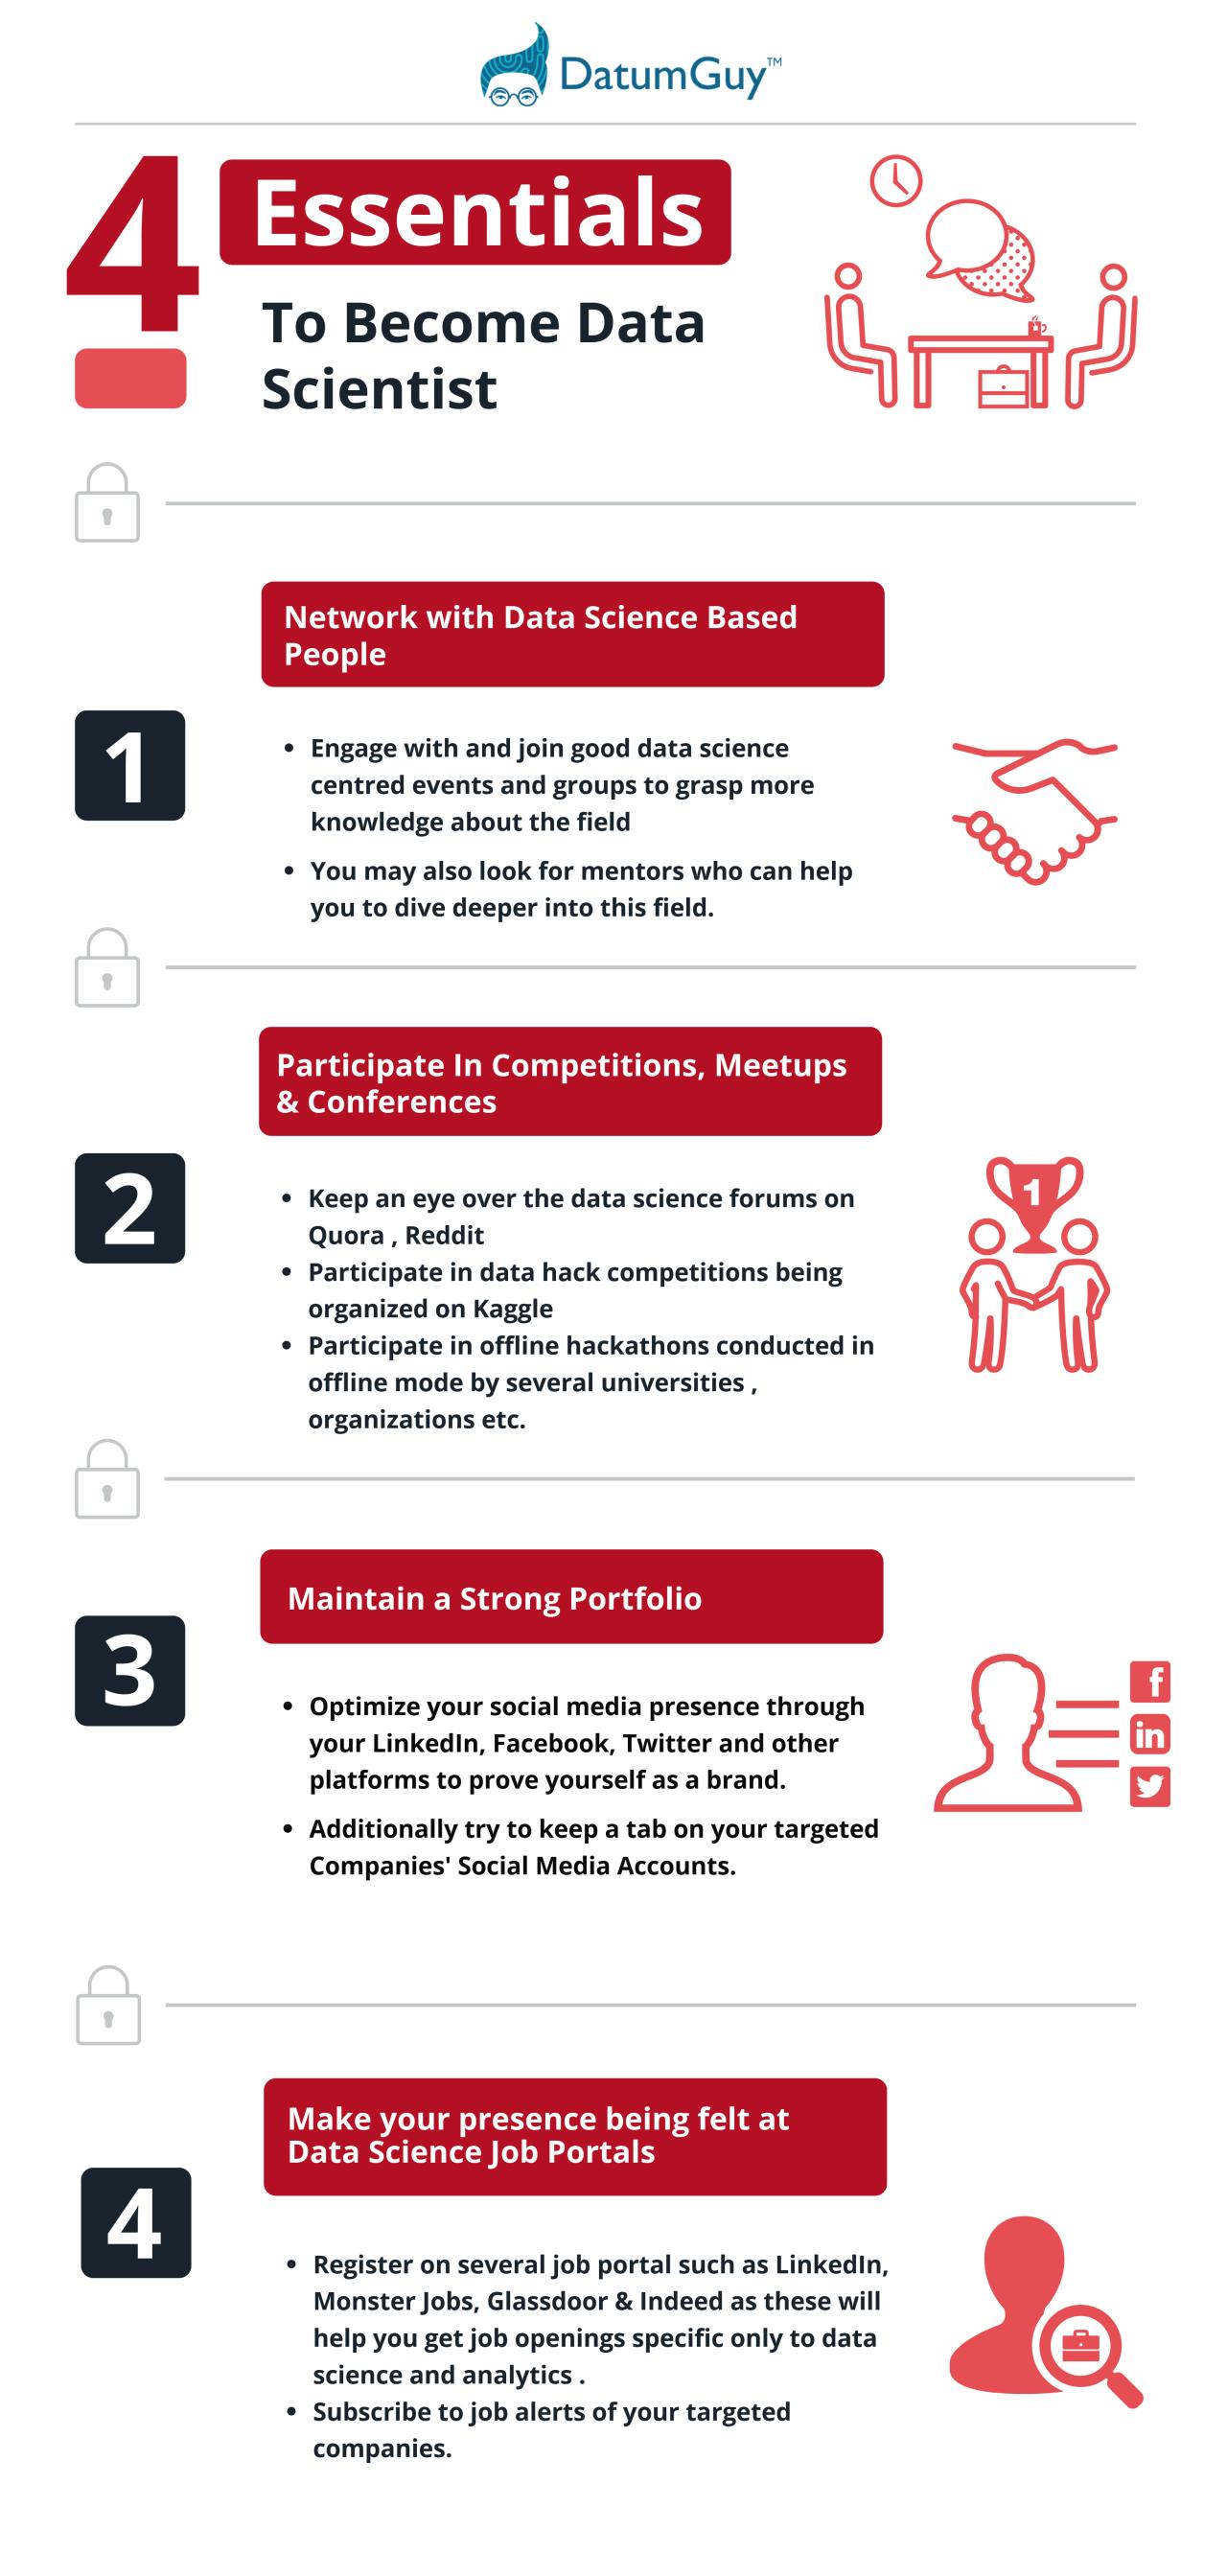 DatumGuy™
4
Essentials
To Become Data
Scientist
Network with Data Science Based
People
1
• Engage with and join good data science
centred events and groups to grasp more
knowledge about the field
• You may also look for mentors who can help
you to dive deeper into this field.
Participate In Competitions, Meetups
& Conferences
2
• Keep an eye over the data science forums on
Quora , Reddit
• Participate in data hack competitions being
organized on Kaggle
• Participate in offline hackathons conducted in
offline mode by several universities ,
organizations etc.
1
Maintain a Strong Portfolio
3
• Optimize your social media presence through
your LinkedIn, Facebook, Twitter and other
platforms to prove yourself as a brand.
• Additionally try to keep a tab on your targeted
Companies' Social Media Accounts.
f
in
Make your presence being felt at
Data Science Job Portals
4
• Register on several job portal such as LinkedIn,
Monster Jobs, Glassdoor & Indeed as these will
help you get job openings specific only to data
science and analytics .
• Subscribe to job alerts of your targeted
companies.